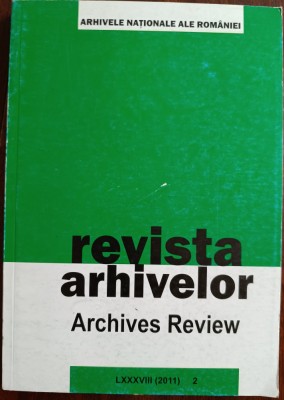 ARHIVELE NAȚIONALE ALE ROMÂNIEI
revista
arhivelor
Archives Review
LXXXVIII (2011) 2